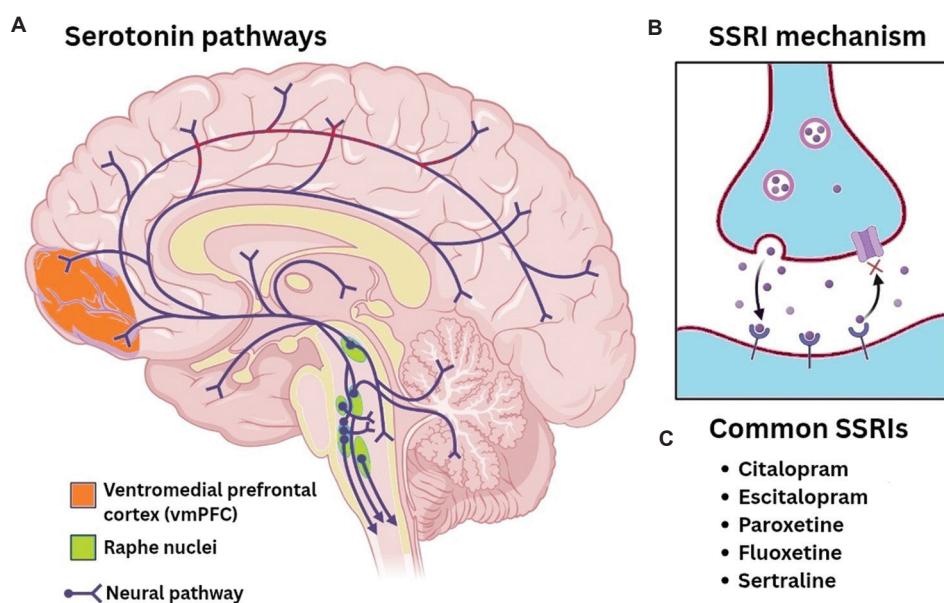 A
Serotonin pathways
Ventromedial prefrontal
cortex (vmPFC)
Raphe nuclei
Neural pathway
B
SSRI mechanism
C
Common SSRIs
• Citalopram
• Escitalopram
• Paroxetine
• Fluoxetine
• Sertraline